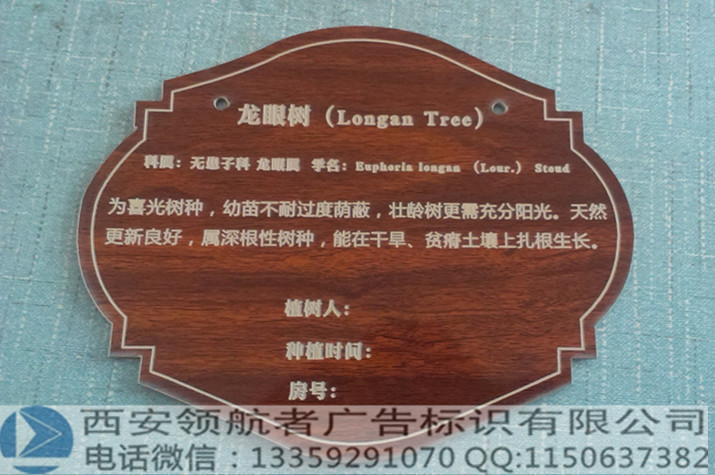 龙眼树（Longan Tree）
科属：无患子科 龙眼属 学名：Euphoria longan （Lour.） Steud
为喜光树种，幼苗不耐过度荫蔽，壮龄树更需充分阳光。天然
更新良好，属深根性树种，能在干旱、贫瘠土壤上扎根生长。
植树人：
种植时间：
房号：
西安领航者广告标识有限公司
电话微信：13359291070 QQ:1150637382